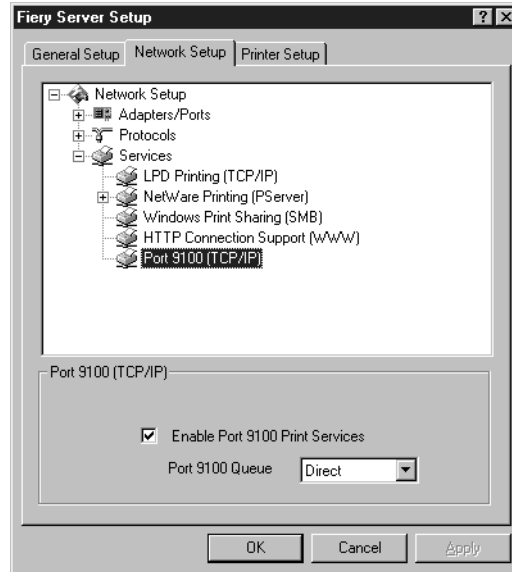 Fiery Server Setup
General Setup Network Setup Printer Setup
Network Setup
Adapters/Ports
Protocols
Services
LPD Printing (TCP/IP)
NetWare Printing (PServer)
Windows Print Sharing (SMB)
HTTP Connection Support (WWW)
Port 9100 (TCP/IP)
Port 9100 (TCP/IP)
Enable Port 9100 Print Services
Port 9100 Queue Direct
OK Cancel Apply